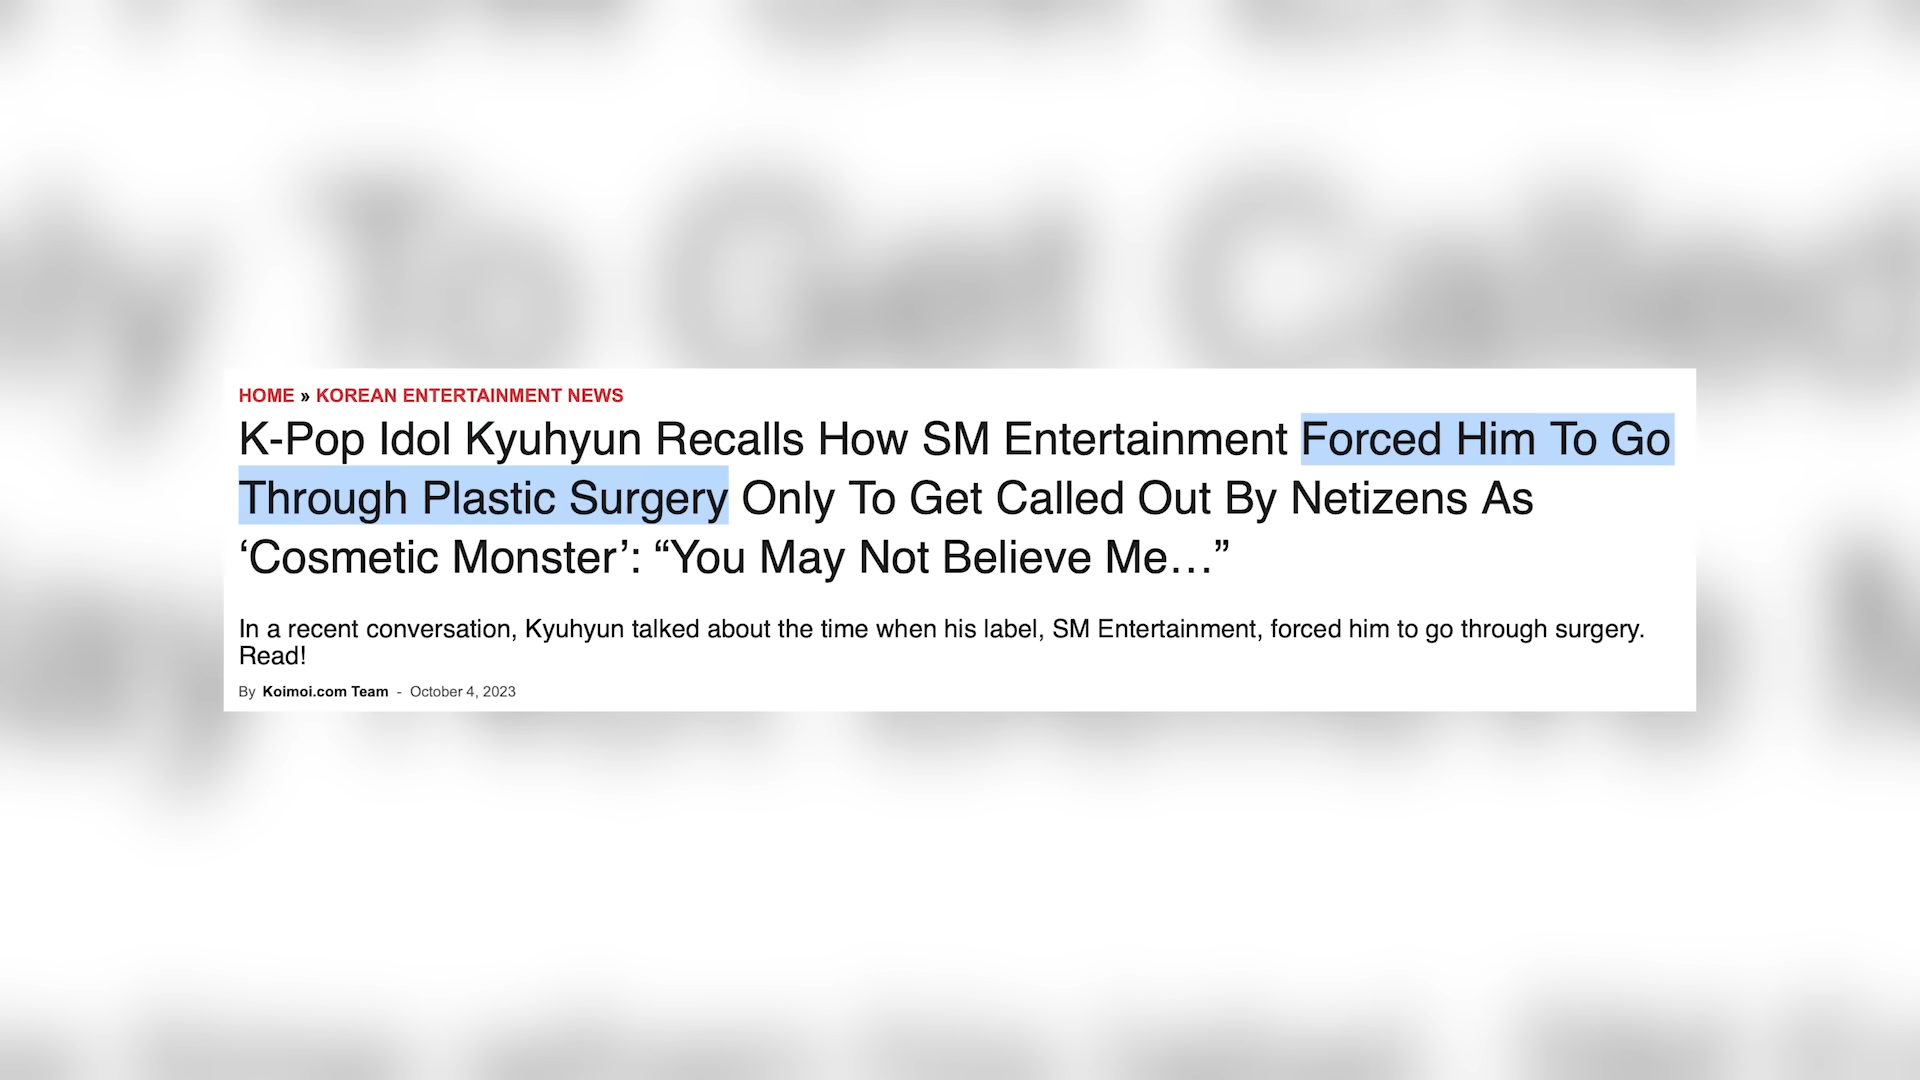 HOME » KOREAN ENTERTAINMENT NEWS
K-Pop Idol Kyuhyun Recalls How SM Entertainment Forced Him To Go
Through Plastic Surgery Only To Get Called Out By Netizens As
‘Cosmetic Monster’: “You May Not Believe Me…”
In a recent conversation, Kyuhyun talked about the time when his label, SM Entertainment, forced him to go through surgery.
Read!
By Koimoi.com Team - October 4, 2023